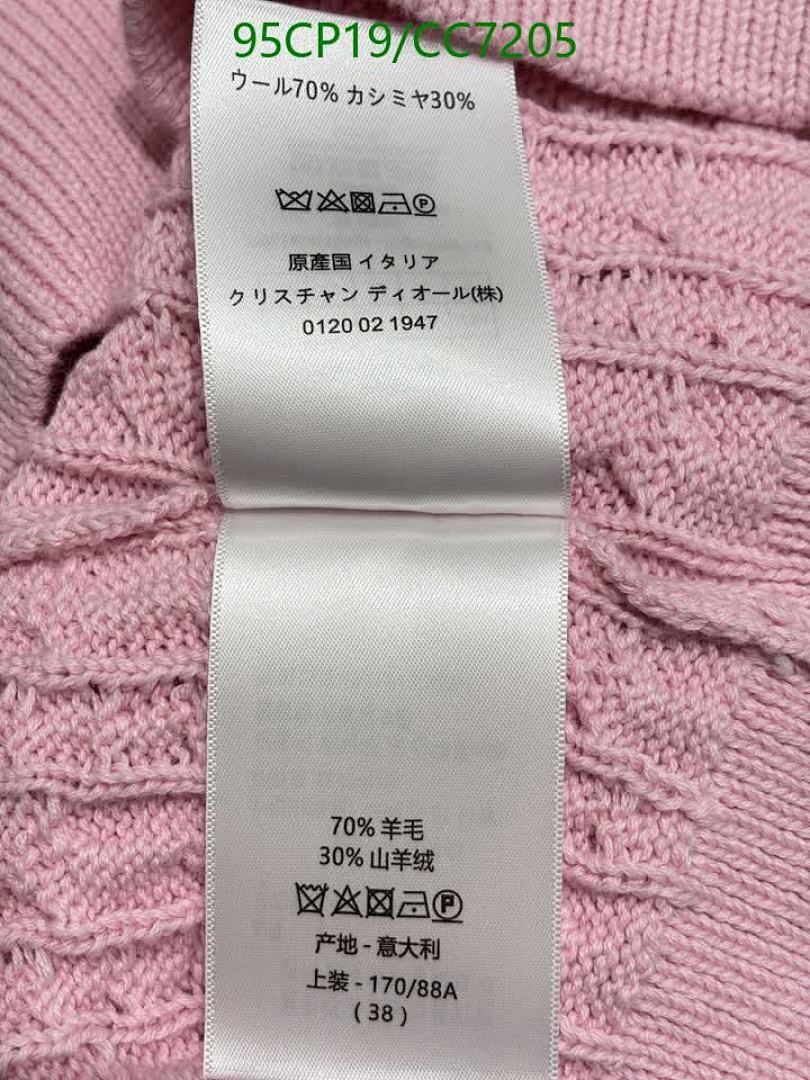 95CP19/CC7205
ウール70% カシミヤ30%
原産国 イタリア
クリスチャン ディオール(株)
0120 02 1947
70% 羊毛
30% 山羊绒
产地 - 意大利
上装 - 170/88A
( 38 )